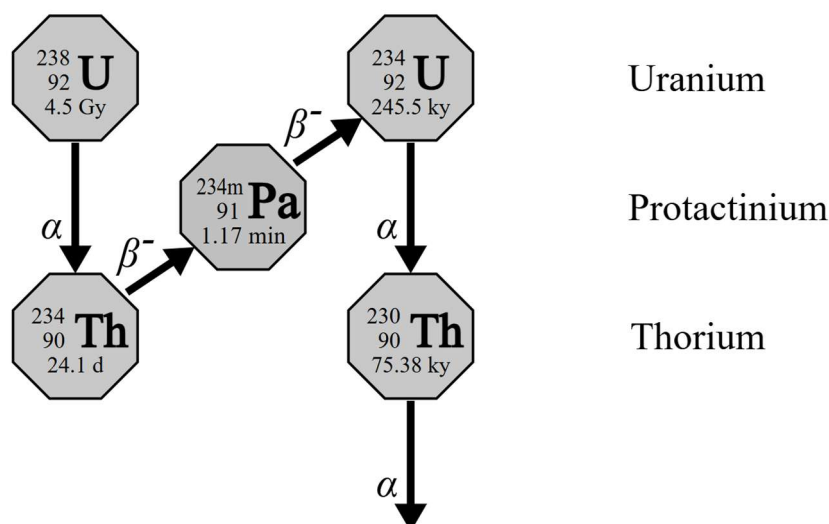 238
92 U
4.5 Gy
234
92 U
245.5 ky
Uranium
β-
234m
91 Pa
1.17 min
Protactinium
α
β-
α
234
90 Th
24.1 d
230
90 Th
75.38 ky
Thorium
α